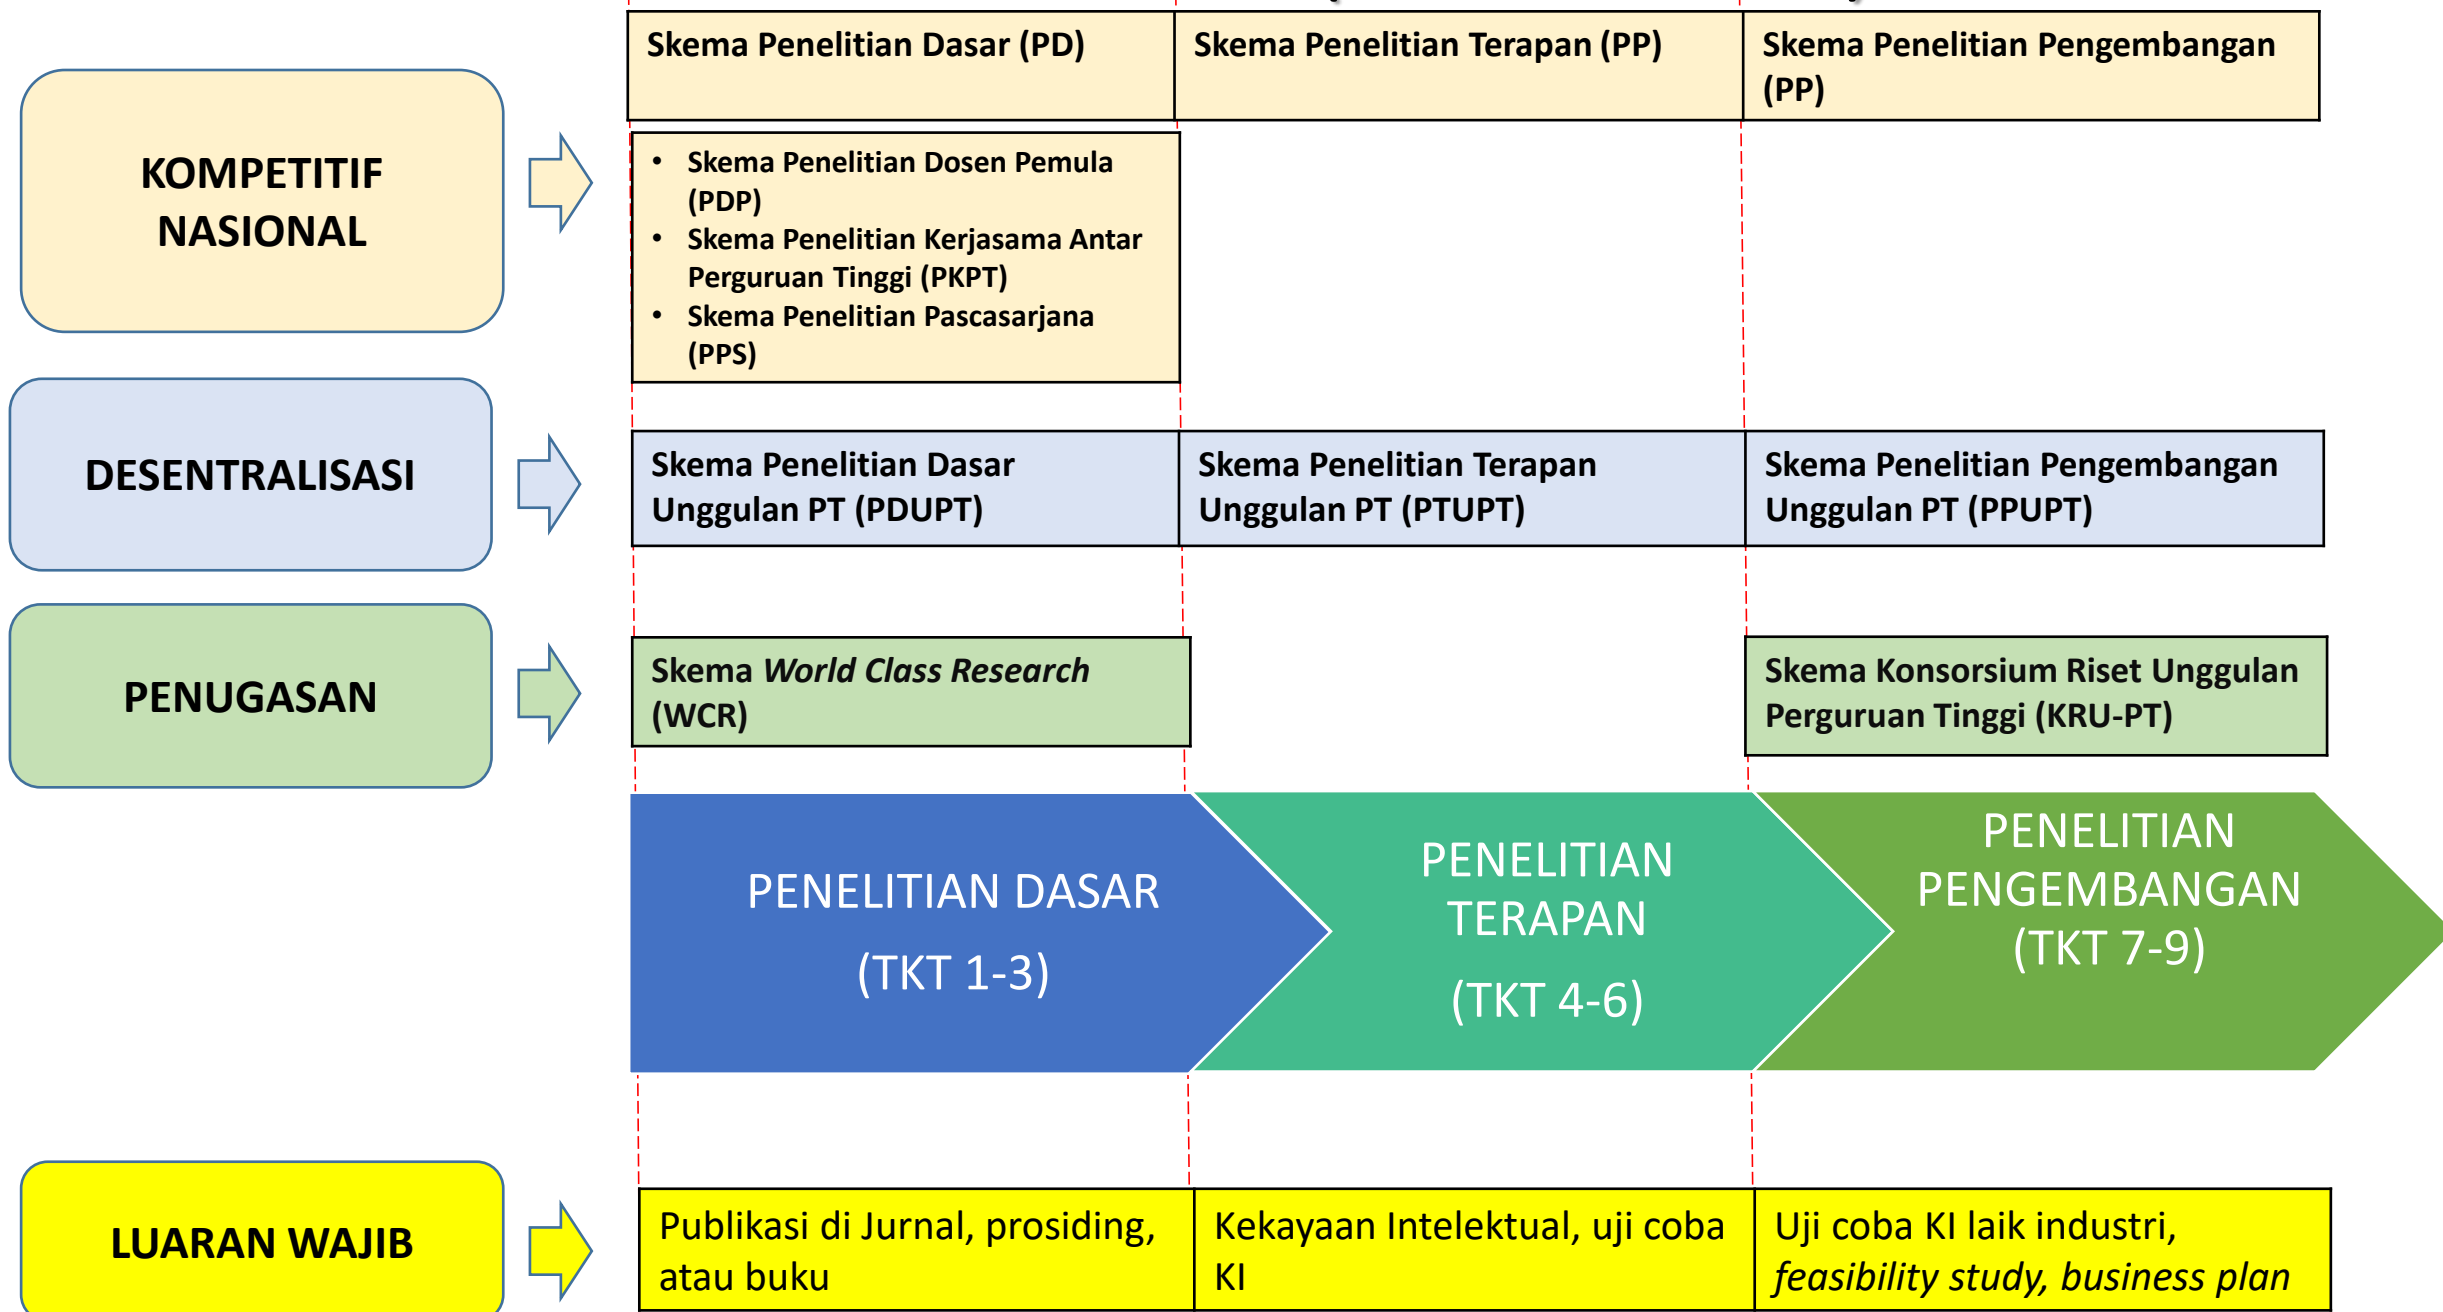 Skema Penelitian Dasar (PD)
Skema Penelitian Terapan (PP)
Skema Penelitian Pengembangan
(PP)
KOMPETITIF
NASIONAL
• Skema Penelitian Dosen Pemula
(PDP)
• Skema Penelitian Kerjasama Antar
Perguruan Tinggi (PKPT)
• Skema Penelitian Pascasarjana
(PPS)
DESENTRALISASI
Skema Penelitian Dasar
Unggulan PT (PDUPT)
Skema Penelitian Terapan
Unggulan PT (PTUPT)
Skema Penelitian Pengembangan
Unggulan PT (PPUPT)
PENUGASAN
Skema World Class Research
(WCR)
Skema Konsorsium Riset Unggulan
Perguruan Tinggi (KRU-PT)
PENELITIAN DASAR
(TKT 1-3)
PENELITIAN
TERAPAN
(TKT 4-6)
PENELITIAN
PENGEMBANGAN
(TKT 7-9)
LUARAN WAJIB
Publikasi di Jurnal, prosiding,
atau buku
Kekayaan Intelektual, uji coba
KI
Uji coba KI laik industri,
feasibility study, business plan